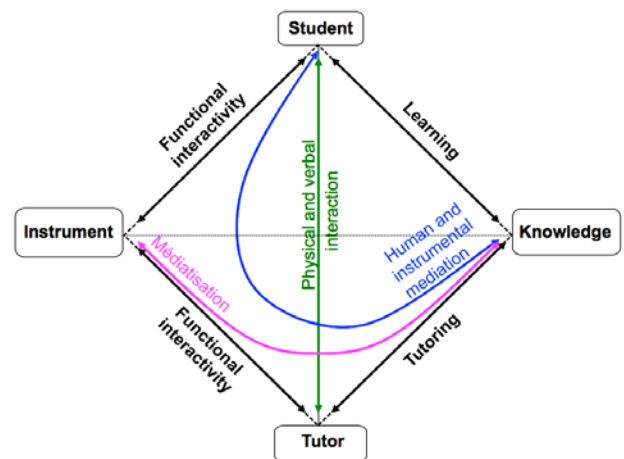 Student
Functional
interactivity
Learning
Physical and verbal
interaction
Instrument
Knowledge
Human and
instrumental
mediation
Médiatisation
Functional
interactivity
Tutoring
Tutor